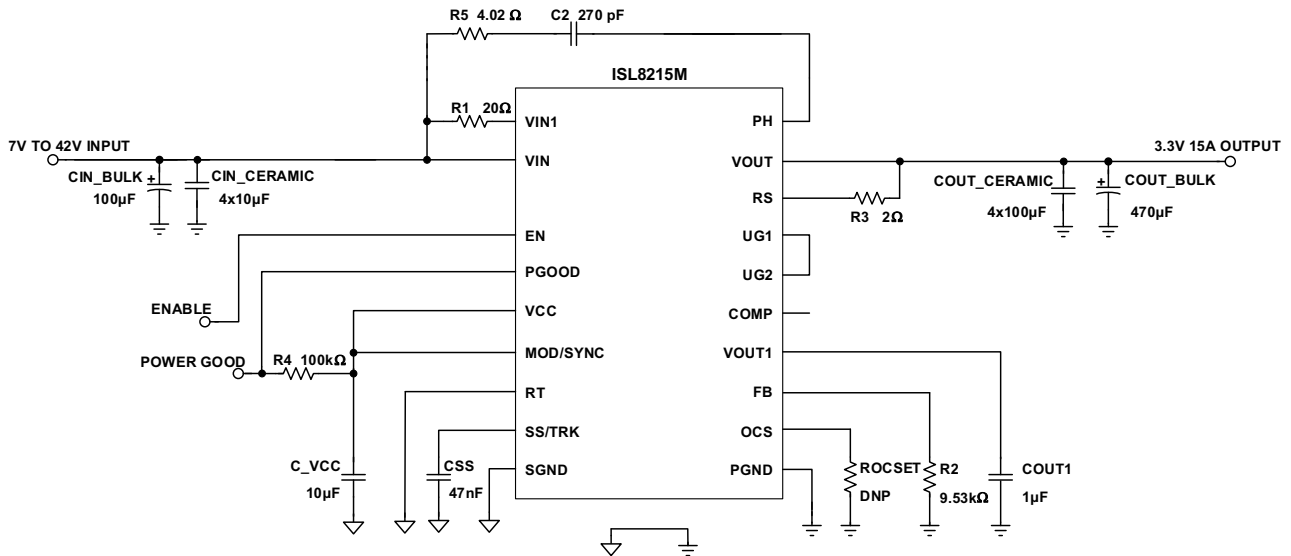 R5 4.02 Ω
C2 270 pF
ISL8215M
R1 20Ω
VIN1
PH
7V TO 42V INPUT
VIN
VOUT
3.3V 15A OUTPUT
CIN_BULK
+
100µF
CIN_CERAMIC
4x10µF
RS
R3 2Ω
COUT_CERAMIC
4x100µF
+
COUT_BULK
470µF
EN
UG1
PGOOD
UG2
ENABLE
VCC
COMP
POWER GOOD
R4 100kΩ
MOD/SYNC
VOUT1
RT
FB
SS/TRK
OCS
C_VCC
10µF
CSS
47nF
SGND
PGND
ROCSET
DNP
R2
9.53kΩ
COUT1
1µF